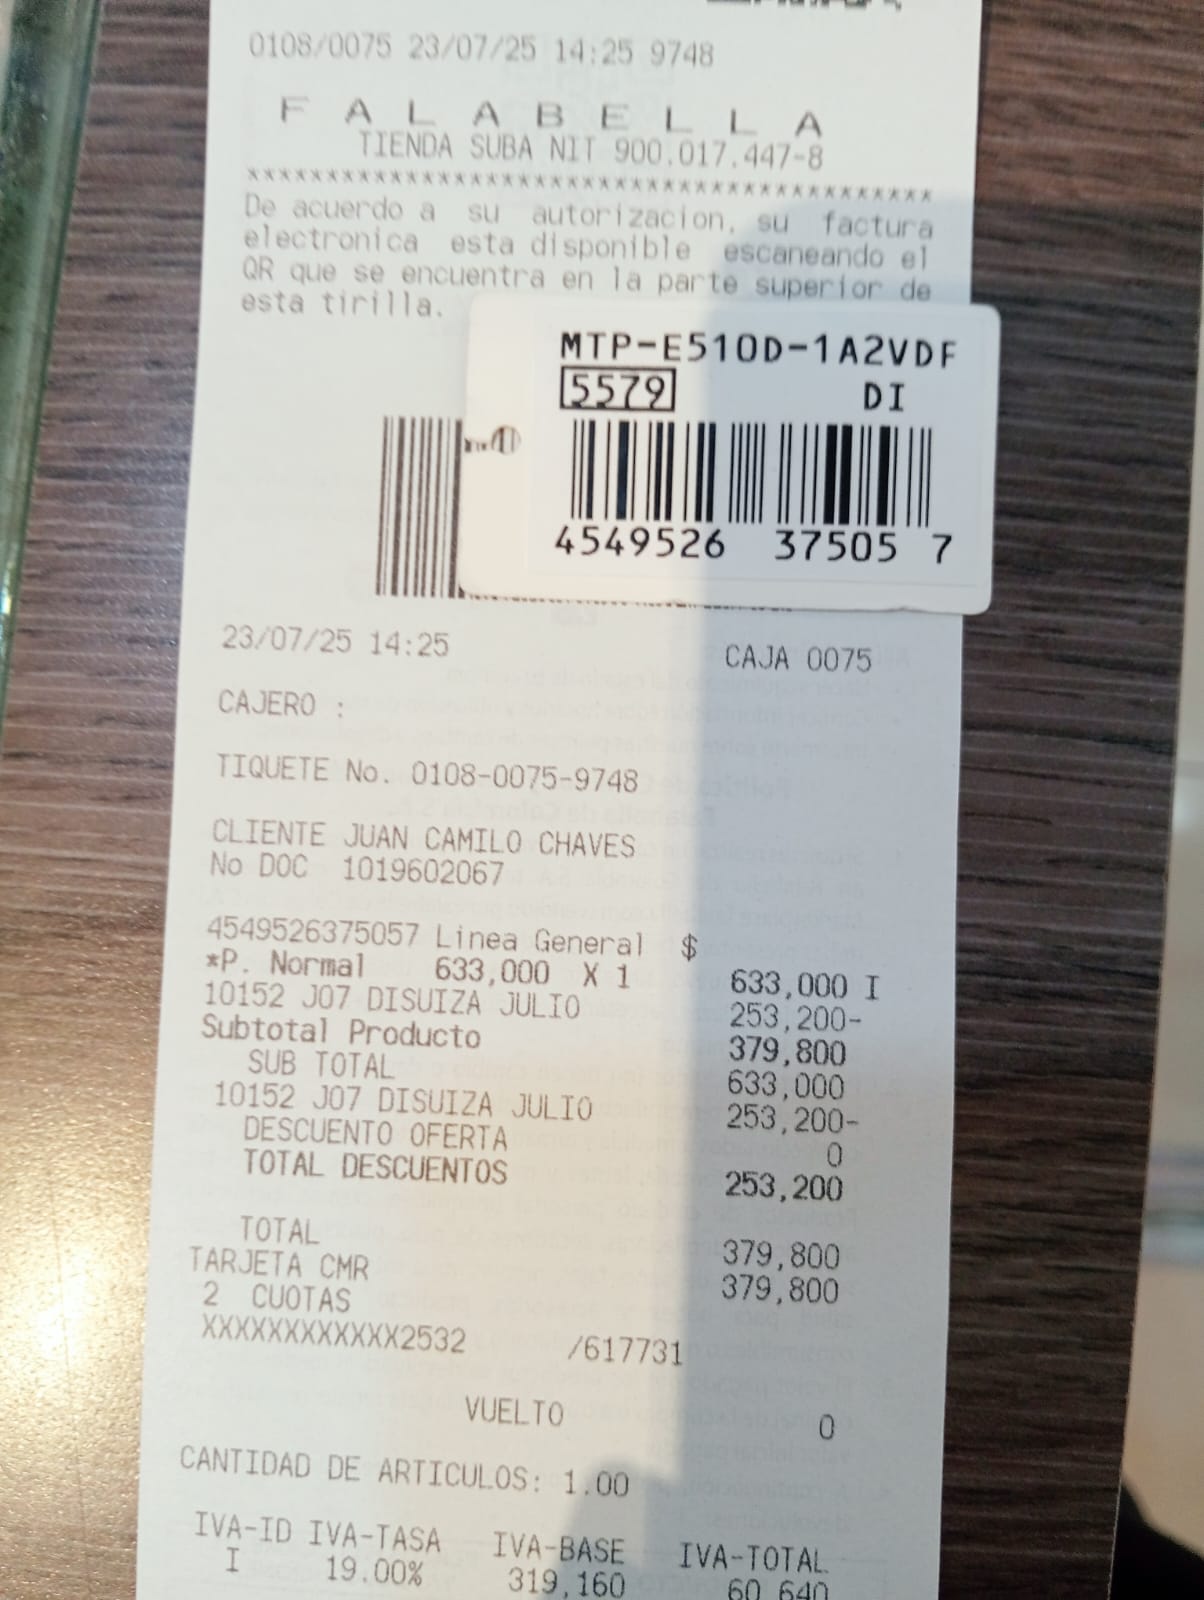 0108/0075 23/07/25 14:25 9748
F A L A B E L L A
TIENDA SUBA NIT 900.017.447-8
*******************************************
De acuerdo a su autorizacion, su factura
electronica esta disponible escaneando el
QR que se encuentra en la parte superior de
esta tirilla.
MTP-E510D-1A2VDF
5579 DI
4549526 37505 7
23/07/25 14:25 CAJA 0075
CAJERO :
TIQUETE No. 0108-0075-9748
CLIENTE JUAN CAMILO CHAVES
No DOC 1019602067
4549526375057 Linea General $
*P. Normal 633,000 X 1 633,000 I
10152 J07 DISUIZA JULIO 253,200-
Subtotal Producto 379,800
SUB TOTAL 633,000
10152 J07 DISUIZA JULIO 253,200-
DESCUENTO OFERTA 0
TOTAL DESCUENTOS 253,200
TOTAL 379,800
TARJETA CMR 379,800
2 CUOTAS
XXXXXXXXXXXX2532 /617731
VUELTO 0
CANTIDAD DE ARTICULOS: 1.00
IVA-ID IVA-TASA IVA-BASE IVA-TOTAL
I 19.00% 319,160 60,640